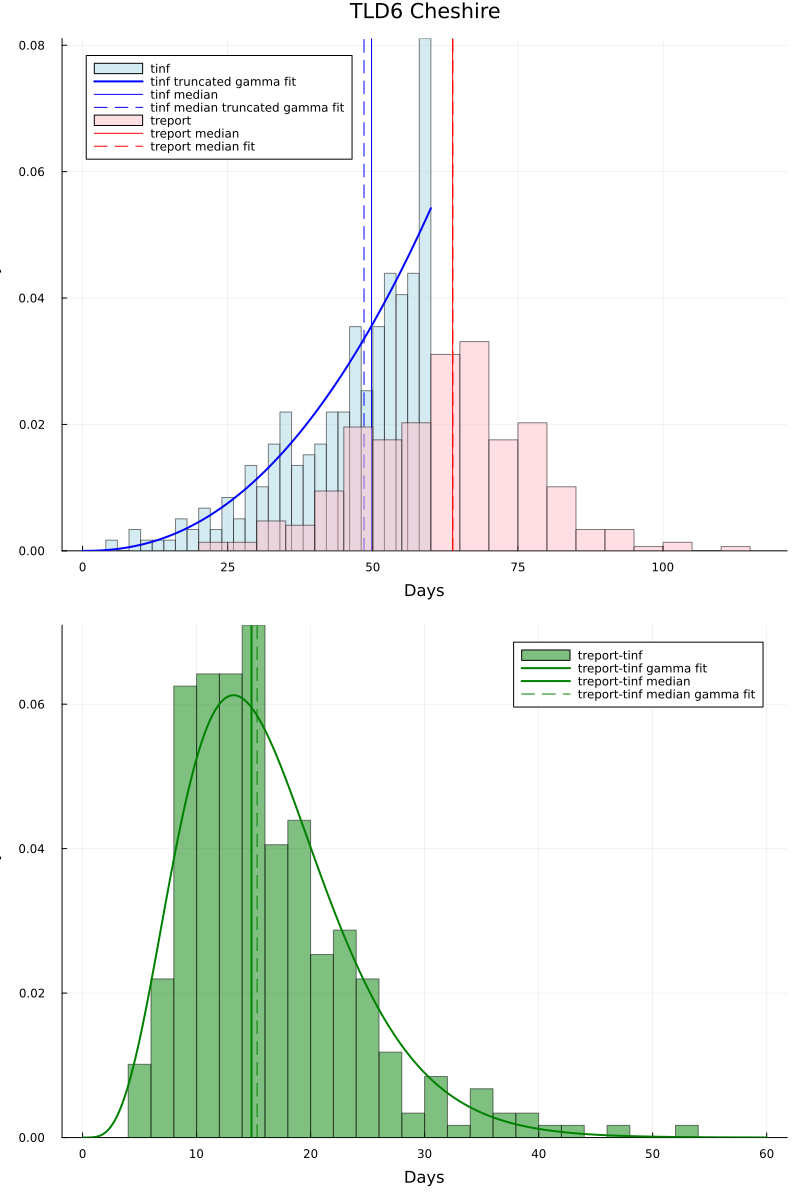 TLD6 Cheshire
0.08
0.06
0.04
0.02
0.00
tinf
tinf truncated gamma fit
tinf median
tinf median truncated gamma fit
treport
treport median
treport median fit
0
25
50
75
100
Days
0.06
0.04
0.02
0.00
treport-tinf
treport-tinf gamma fit
treport-tinf median
treport-tinf median gamma fit
0
10
20
30
40
50
60
Days